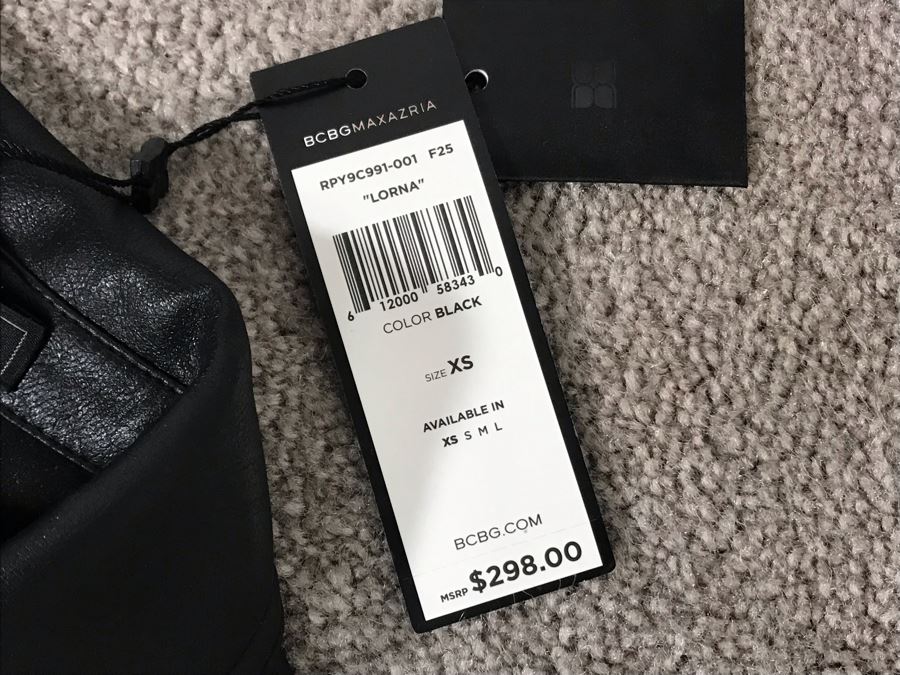 BCBGMAXAZRIA
RPY9C991-001 F25
"LORNA"
6 12000 58343 0
COLOR BLACK
SIZE XS
AVAILABLE IN
XS S M L
BCBG.COM
MSRP $298.00